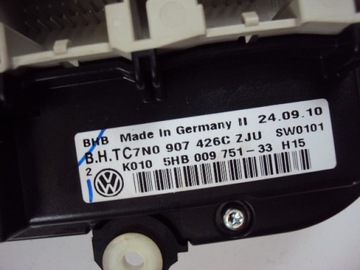 BHB Made In Germany II 24.09.10
B.H.TC7N0 907 426C ZJU SW0101
2 K010 5HB 009 751-33 H15